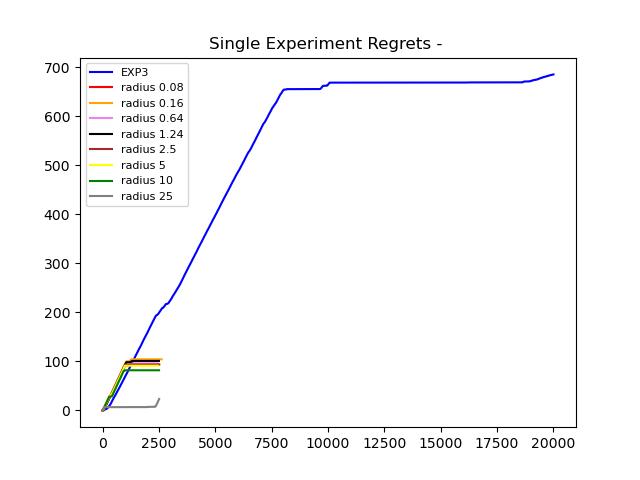 Single Experiment Regrets -
700
600
500
400
300
200
100
0
EXP3
radius 0.08
radius 0.16
radius 0.64
radius 1.24
radius 2.5
radius 5
radius 10
radius 25
0 2500 5000 7500 10000 12500 15000 17500 20000